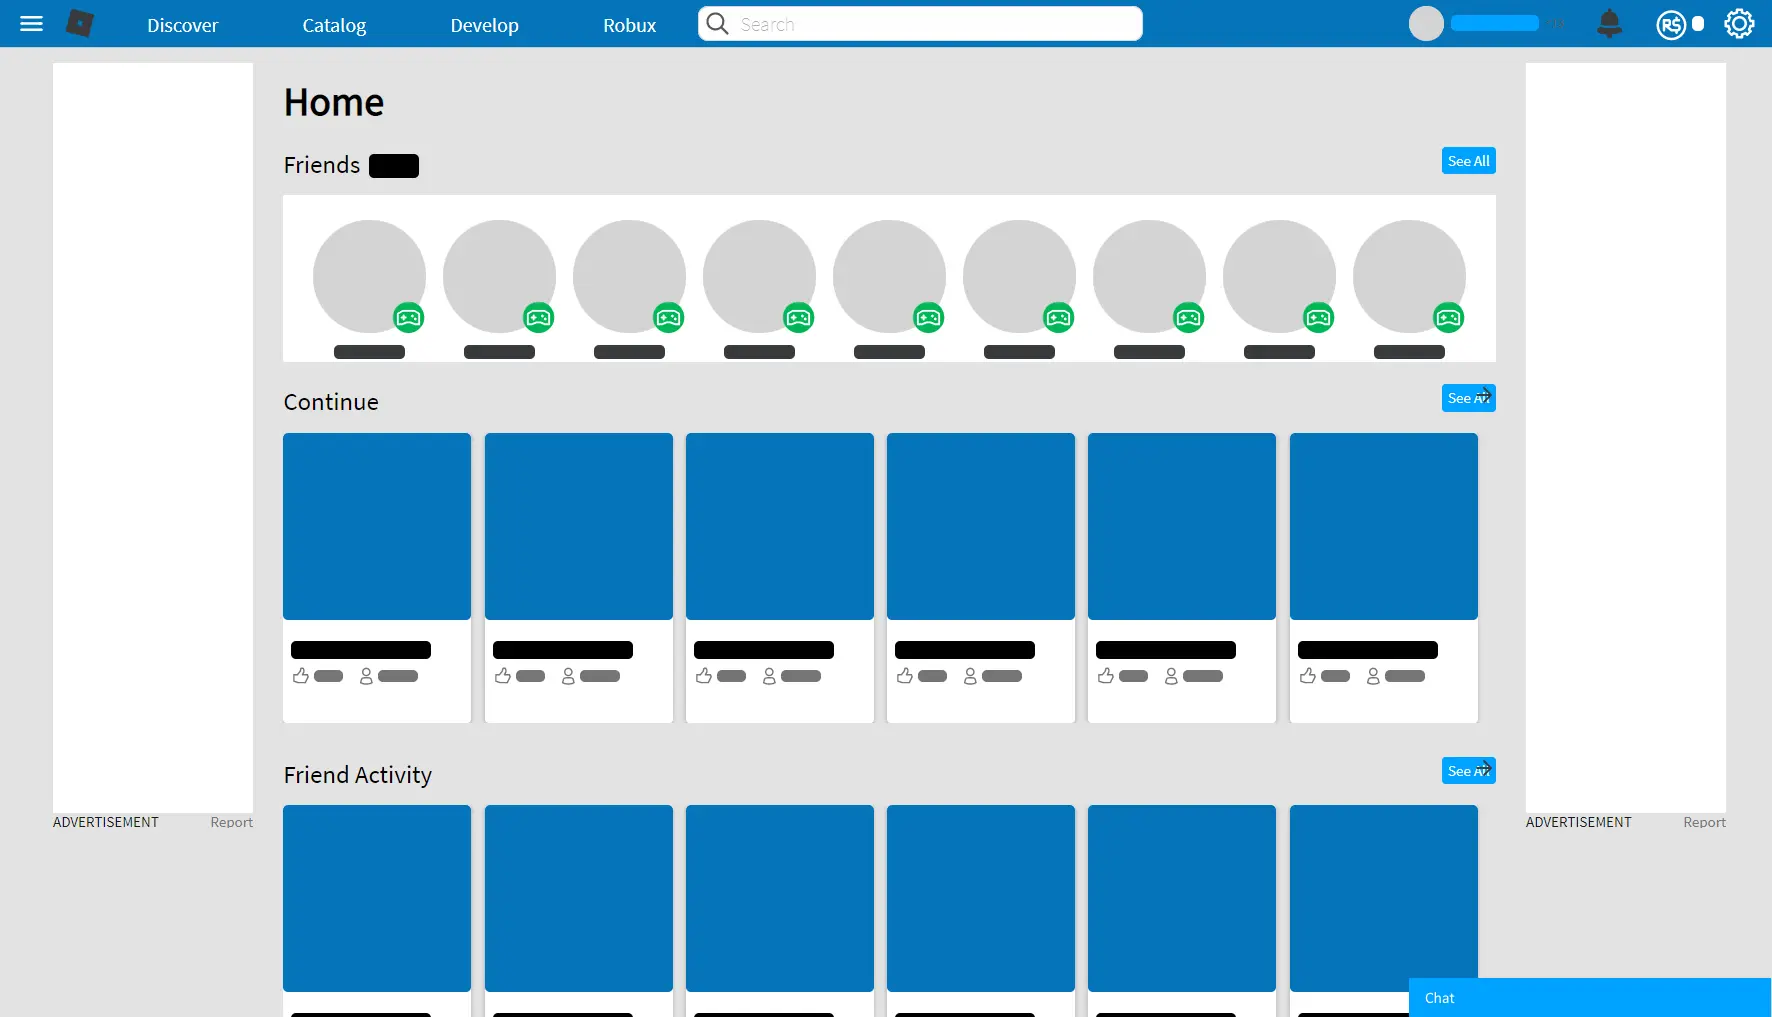 Discover Catalog Develop Robux Search R$
Home
Friends See All
Continue See All
Friend Activity See All
ADVERTISEMENT Report
ADVERTISEMENT Report
Chat